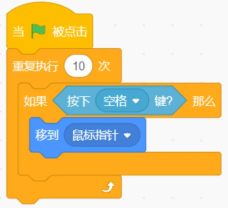 当 被点击
重复执行 10 次
如果 按下 空格 键? 那么
移到 鼠标指针